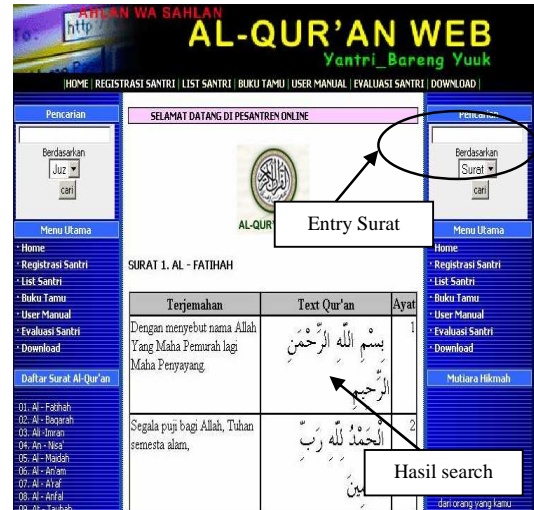 AHLAN WA SAHLAN
http
AL-QUR'AN WEB
Yantri_Bareng Yuuk
|HOME| REGISTRASI SANTRI | LIST SANTRI | BUKU TAMU | USER MANUAL | EVALUASI SANTRI | DOWNLOAD |
Pencarian
Berdasarkan
Juz
cari
Menu Utama
Home
Registrasi Santri
List Santri
Buku Tamu
User Manual
Evaluasi Santri
Download
Daftar Surat Al-Qur'an
01. Al - Fatihah
02. Al - Baqarah
03. Ali -Imran
04. An - Nisa'
05. Al - Maidah
06. Al - An'am
07. Al - A'raf
08. Al - Anfal
09. At - Taubah
SELAMAT DATANG DI PESANTREN ONLINE
AL-QUR
SURAT 1. AL - FATIHAH
Terjemahan Text Qur'an Ayat
Dengan menyebut nama Allah
Yang Maha Pemurah lagi
Maha Penyayang.
بِسْمِ اللَّهِ الرَّحْمَنِ
الرَّحِيمِ
1
Segala puji bagi Allah, Tuhan
semesta alam,
الْحَمْدُ لِلَّهِ رَبِّ
2
Pencarian
Berdasarkan
Surat
cari
Menu Utama
Home
Registrasi Santri
List Santri
Buku Tamu
User Manual
Evaluasi Santri
Download
Mutiara Hikmah
dari orang yang kamu
Entry Surat
Hasil search